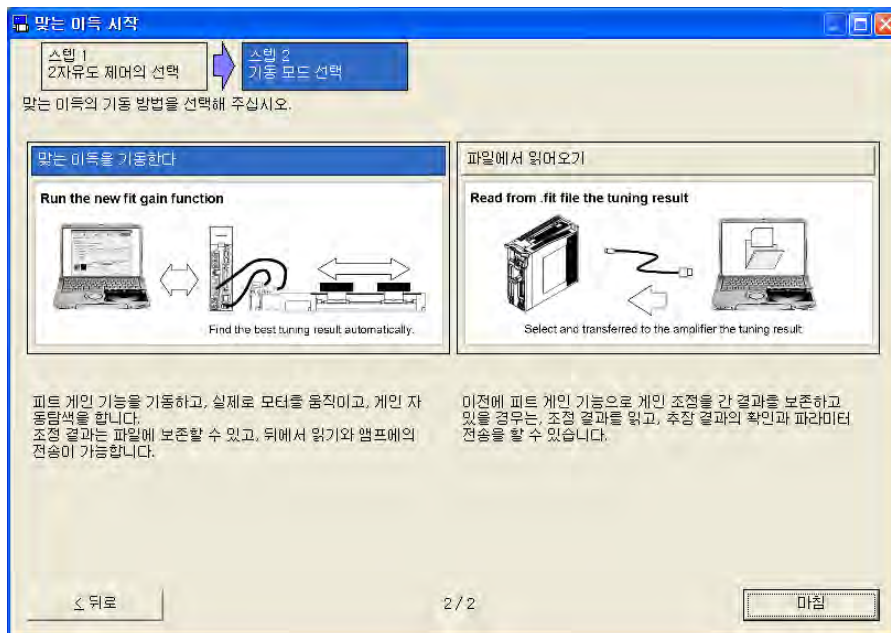 맞는 이득 시작
스텝 1
2자유도 제어의 선택
스텝 2
기동 모드 선택
맞는 이득의 기동 방법을 선택해 주십시오.
맞는 이득을 기동한다
Run the new fit gain function
Find the best tuning result automatically.
피트 게인 기능을 기동하고, 실제로 모터를 움직이고, 게인 자
동탐색을 합니다.
조정 결과는 파일에 보존할 수 있고, 뒤에서 읽기와 앰프에의
전송이 가능합니다.
파일에서 읽어오기
Read from .fit file the tuning result
Select and transferred to the amplifier the tuning result
이전에 피트 게인 기능으로 게인 조정을 간 결과를 보존하고
있을 경우는, 조정 결과를 읽고, 추장 결과의 확인과 파라미터
전송을 할 수 있습니다.
< 뒤로
2/2
마침